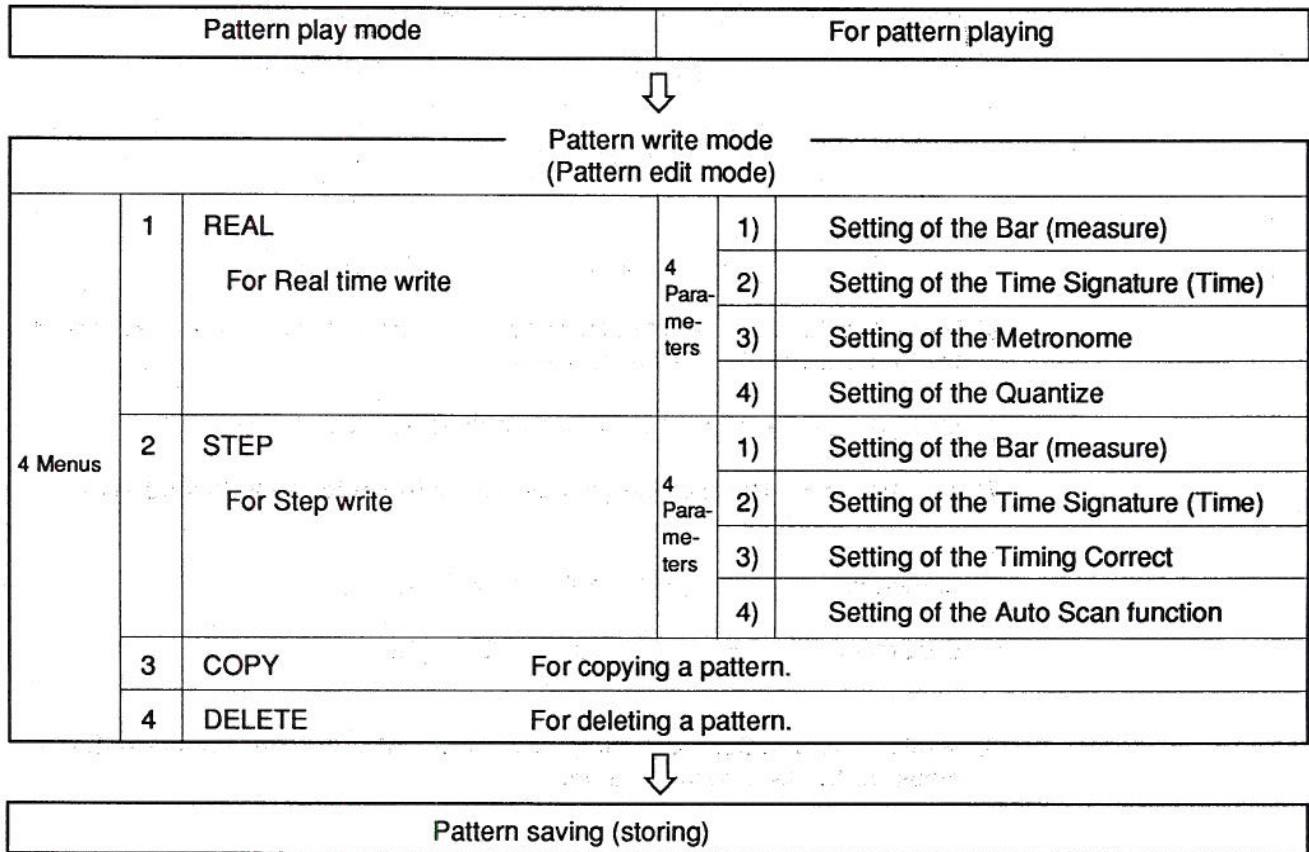 Pattern play mode For pattern playing
Pattern write mode
(Pattern edit mode)
4 Menus
1 REAL
For Real time write
4
Para-
me-
ters
1) Setting of the Bar (measure)
2) Setting of the Time Signature (Time)
3) Setting of the Metronome
4) Setting of the Quantize
2 STEP
For Step write
4
Para-
me-
ters
1) Setting of the Bar (measure)
2) Setting of the Time Signature (Time)
3) Setting of the Timing Correct
4) Setting of the Auto Scan function
3 COPY For copying a pattern.
4 DELETE For deleting a pattern.
Pattern saving (storing)